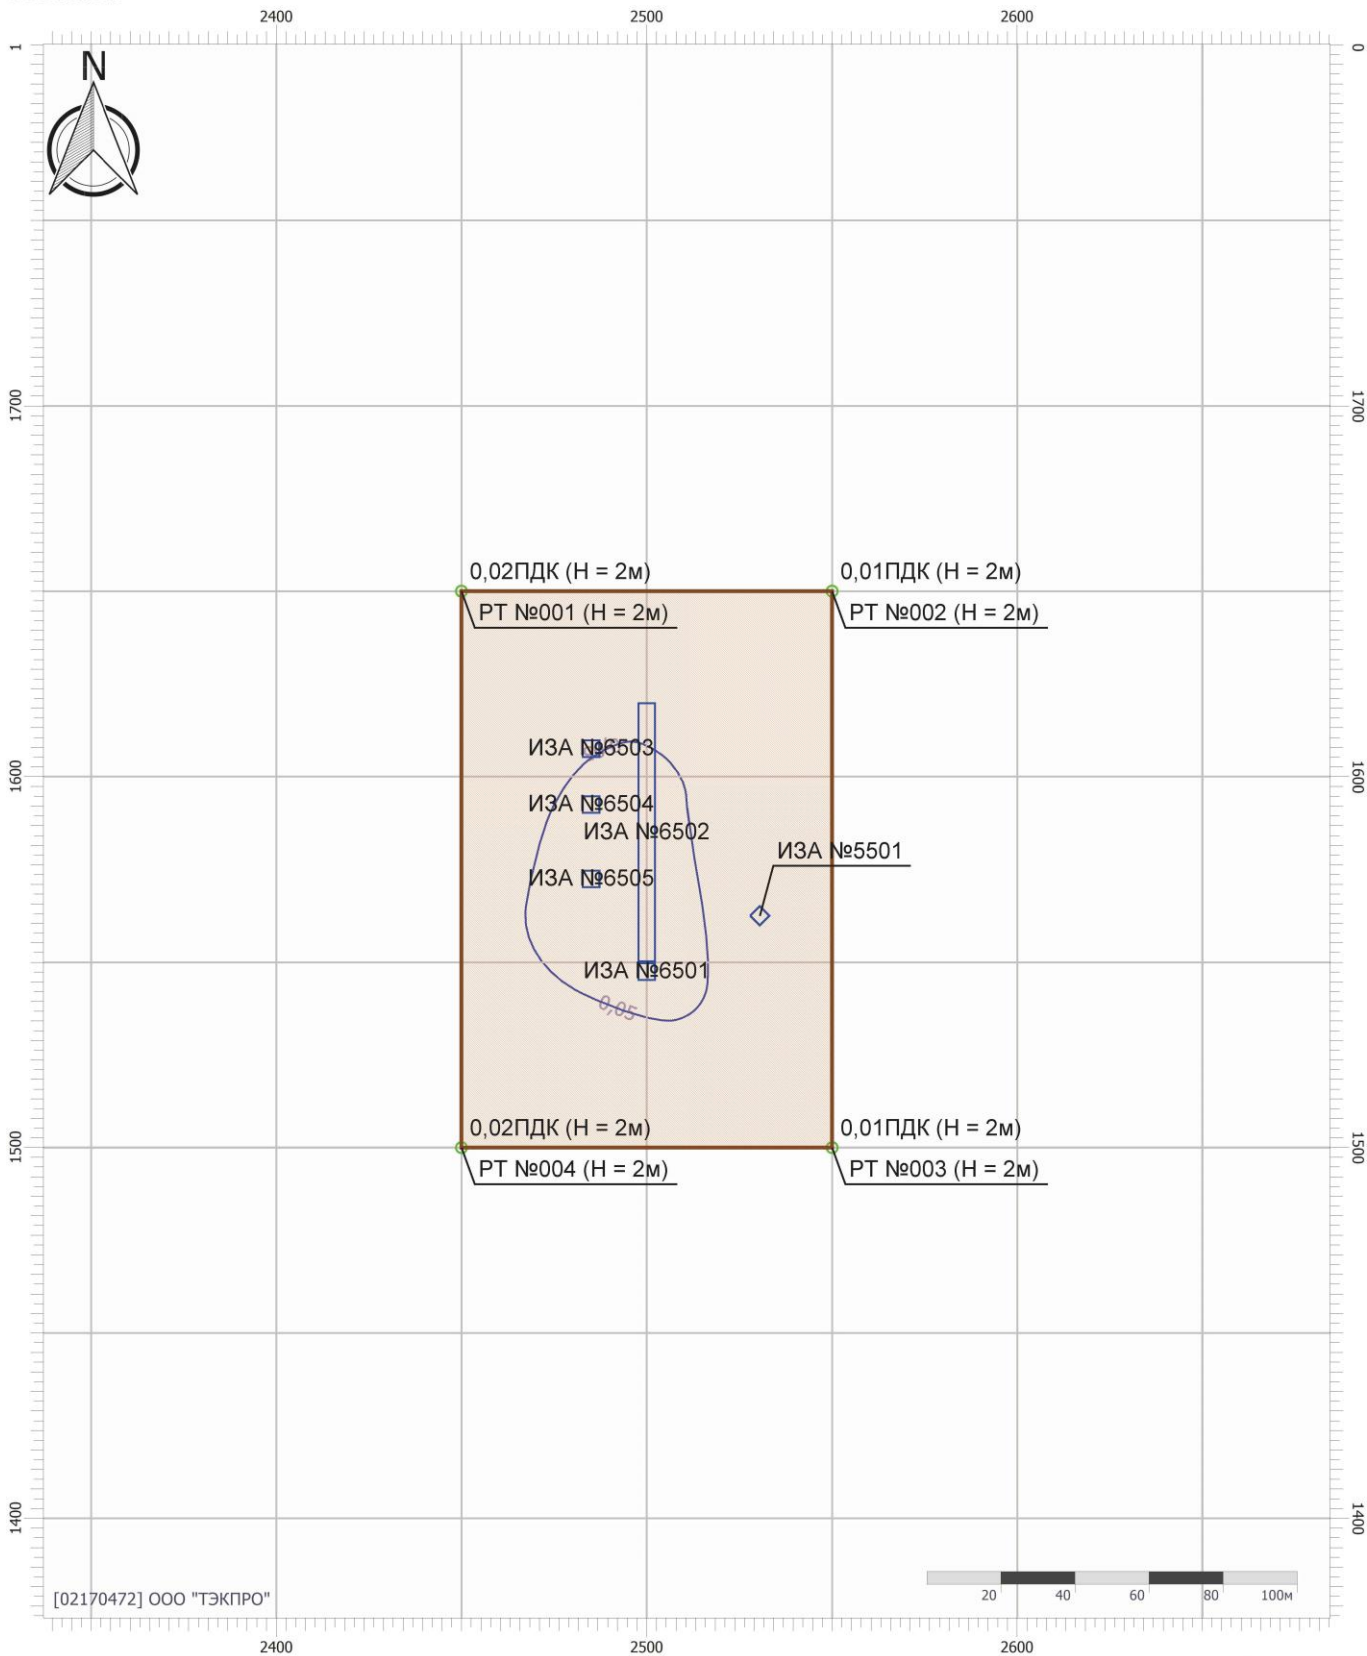 2400 2500 2600
1 0
N
1700 1700
0,02ПДК (Н = 2м) 0,01ПДК (Н = 2м)
РТ №001 (Н = 2м) РТ №002 (Н = 2м)
ИЗА №6503
1600 1600
ИЗА №6504
ИЗА №6502
ИЗА №5501
ИЗА №6505
ИЗА №6501
0,05
0,02ПДК (Н = 2м) 0,01ПДК (Н = 2м)
1500 1500
РТ №004 (Н = 2м) РТ №003 (Н = 2м)
1400 1400
20 40 60 80 100м
[02170472] ООО "ТЭКПРО"
2400 2500 2600